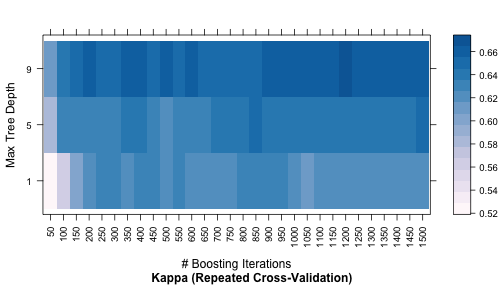 Max Tree Depth
9
5
1
50 100 150 200 250 300 350 400 450 500 550 600 650 700 750 800 850 900 950 1000 1050 1100 1150 1200 1250 1300 1350 1400 1450 1500
# Boosting Iterations
Kappa (Repeated Cross-Validation)
0.66
0.64
0.62
0.60
0.58
0.56
0.54
0.52